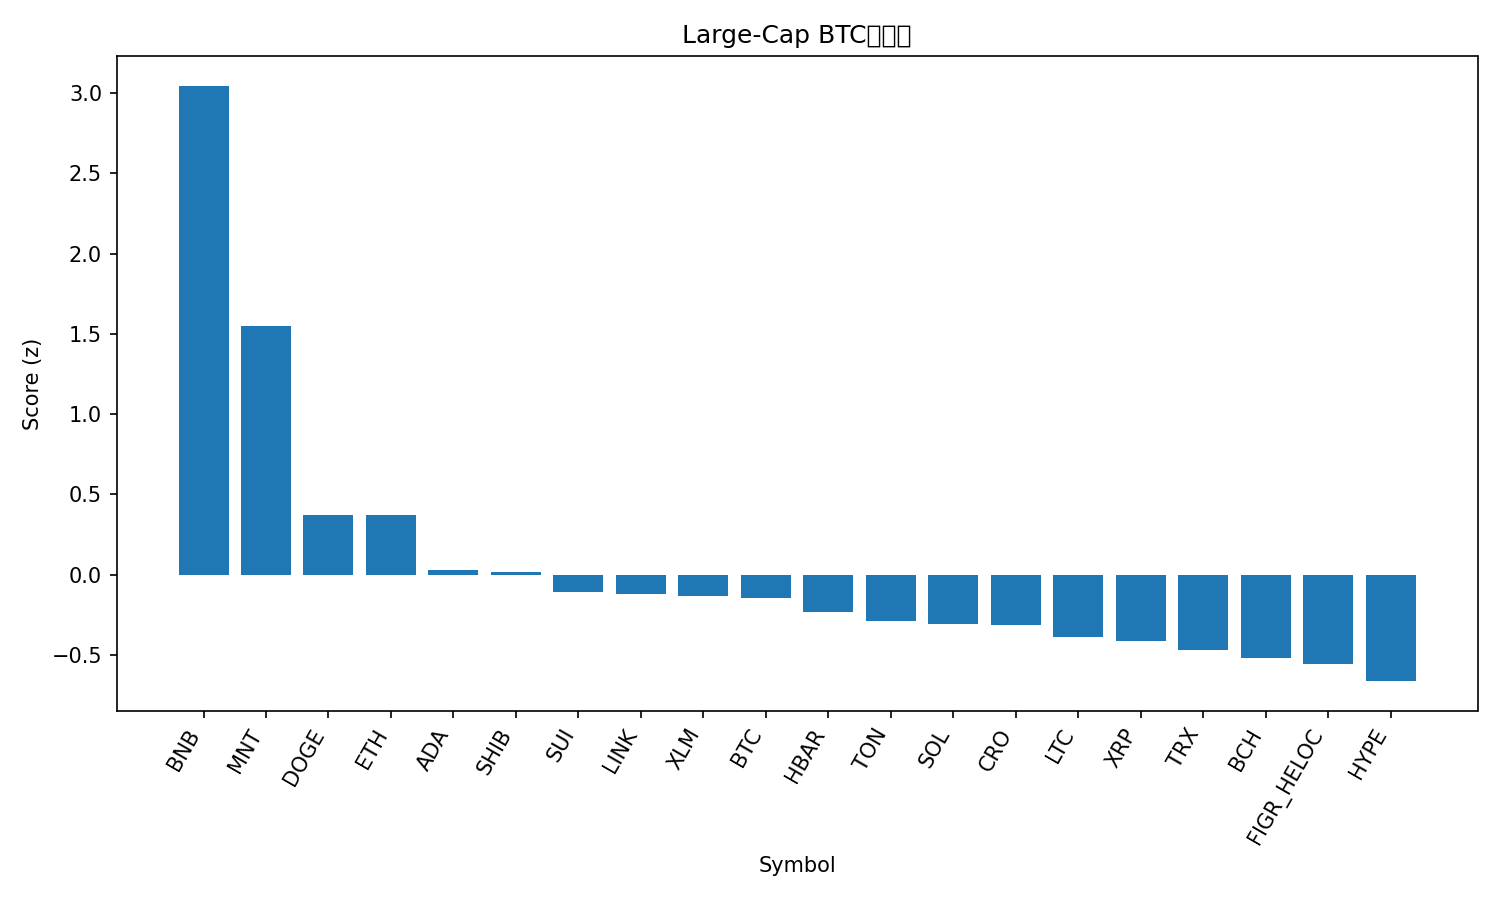 Large-Cap BTC
3.0
2.5
2.0
1.5
1.0
0.5
0.0
−0.5
Score (z)
BNB
MNT
DOGE
ETH
ADA
SHIB
SUI
LINK
XLM
BTC
HBAR
TON
SOL
CRO
LTC
XRP
TRX
BCH
FIGR_HELOC
HYPE
Symbol